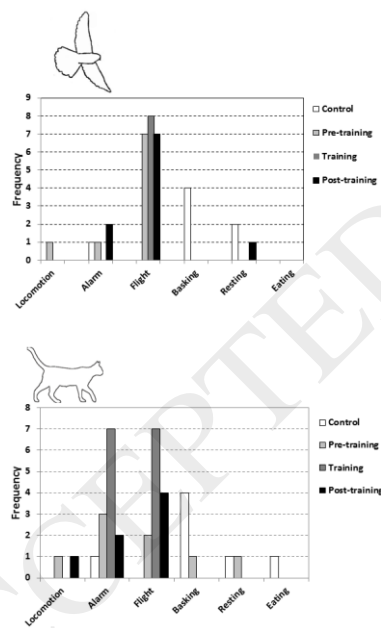 9
8
7
6
5
4
3
2
1
0
Frequency
Locomotion
Alarm
Flight
Basking
Resting
Eating
Control
Pre-training
Training
Post-training
8
7
6
5
4
3
2
1
0
Frequency
Locomotion
Alarm
Flight
Basking
Resting
Eating
Control
Pre-training
Training
Post-training
CCEPTED